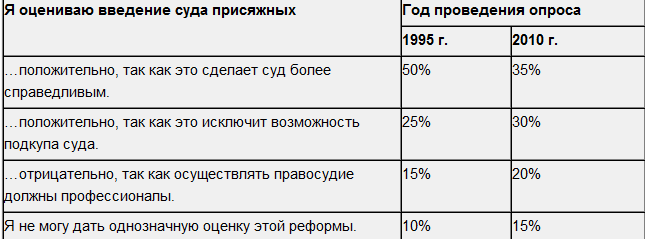 Я оцениваю введение суда присяжных
Год проведения опроса
1995 г. 2010 г.
…положительно, так как это сделает суд более 50% 35%
справедливым.
…положительно, так как это исключит возможность 25% 30%
подкупа суда.
…отрицательно, так как осуществлять правосудие 15% 20%
должны профессионалы.
Я не могу дать однозначную оценку этой реформы. 10% 15%